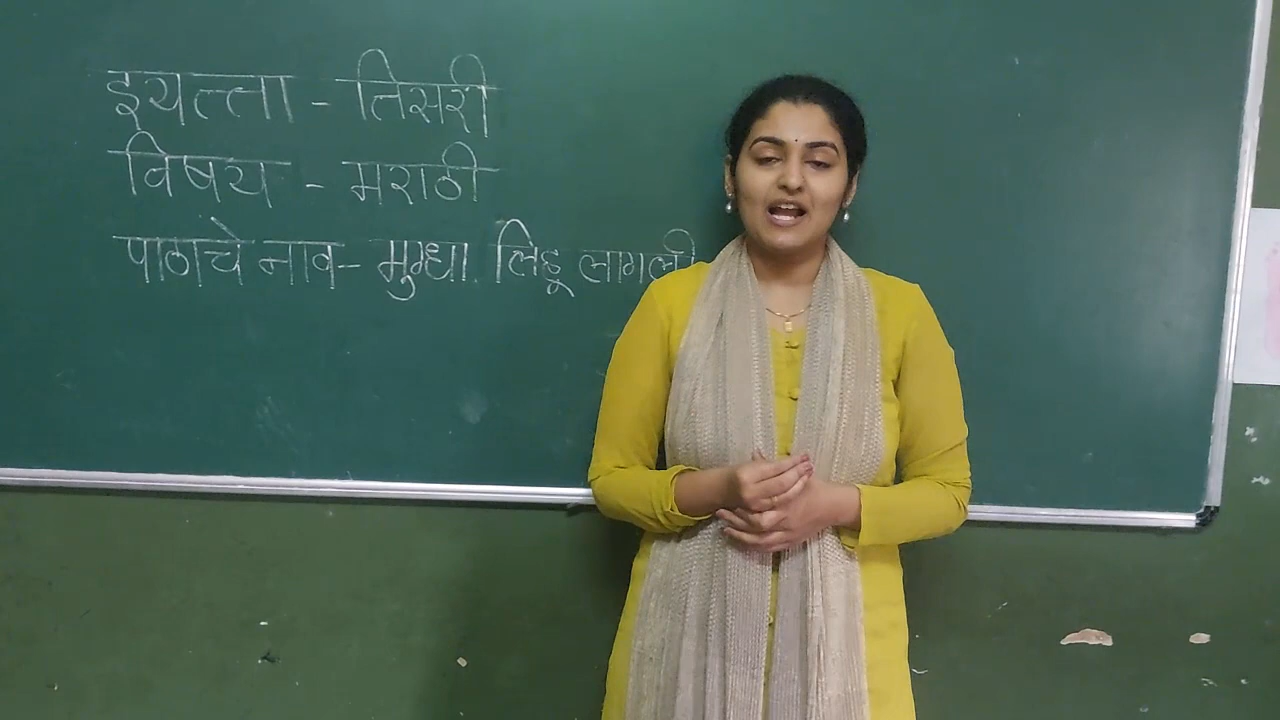 इयत्ता - तिसरी
विषय - मराठी
पाठाचे नाव - मुग्धा लिहू लागली